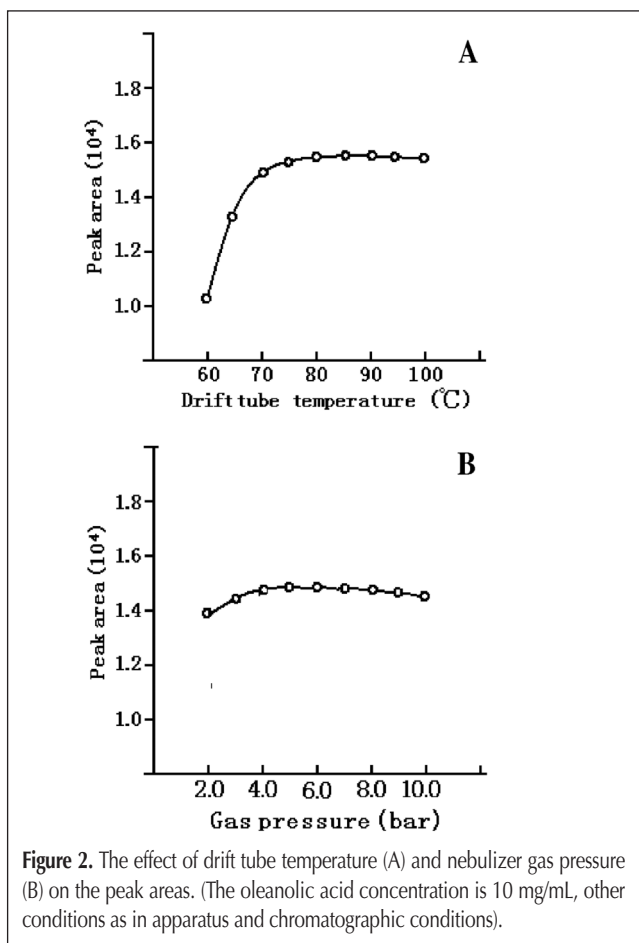 A
1.8
1.6
1.4
1.2
1.0
Peak area (10⁴)
60 70 80 90 100
Drift tube temperature (℃)
B
1.8
1.6
1.4
1.2
1.0
Peak area (10⁴)
2.0 4.0 6.0 8.0 10.0
Gas pressure (bar)
Figure 2. The effect of drift tube temperature (A) and nebulizer gas pressure
(B) on the peak areas. (The oleanolic acid concentration is 10 mg/mL, other
conditions as in apparatus and chromatographic conditions).